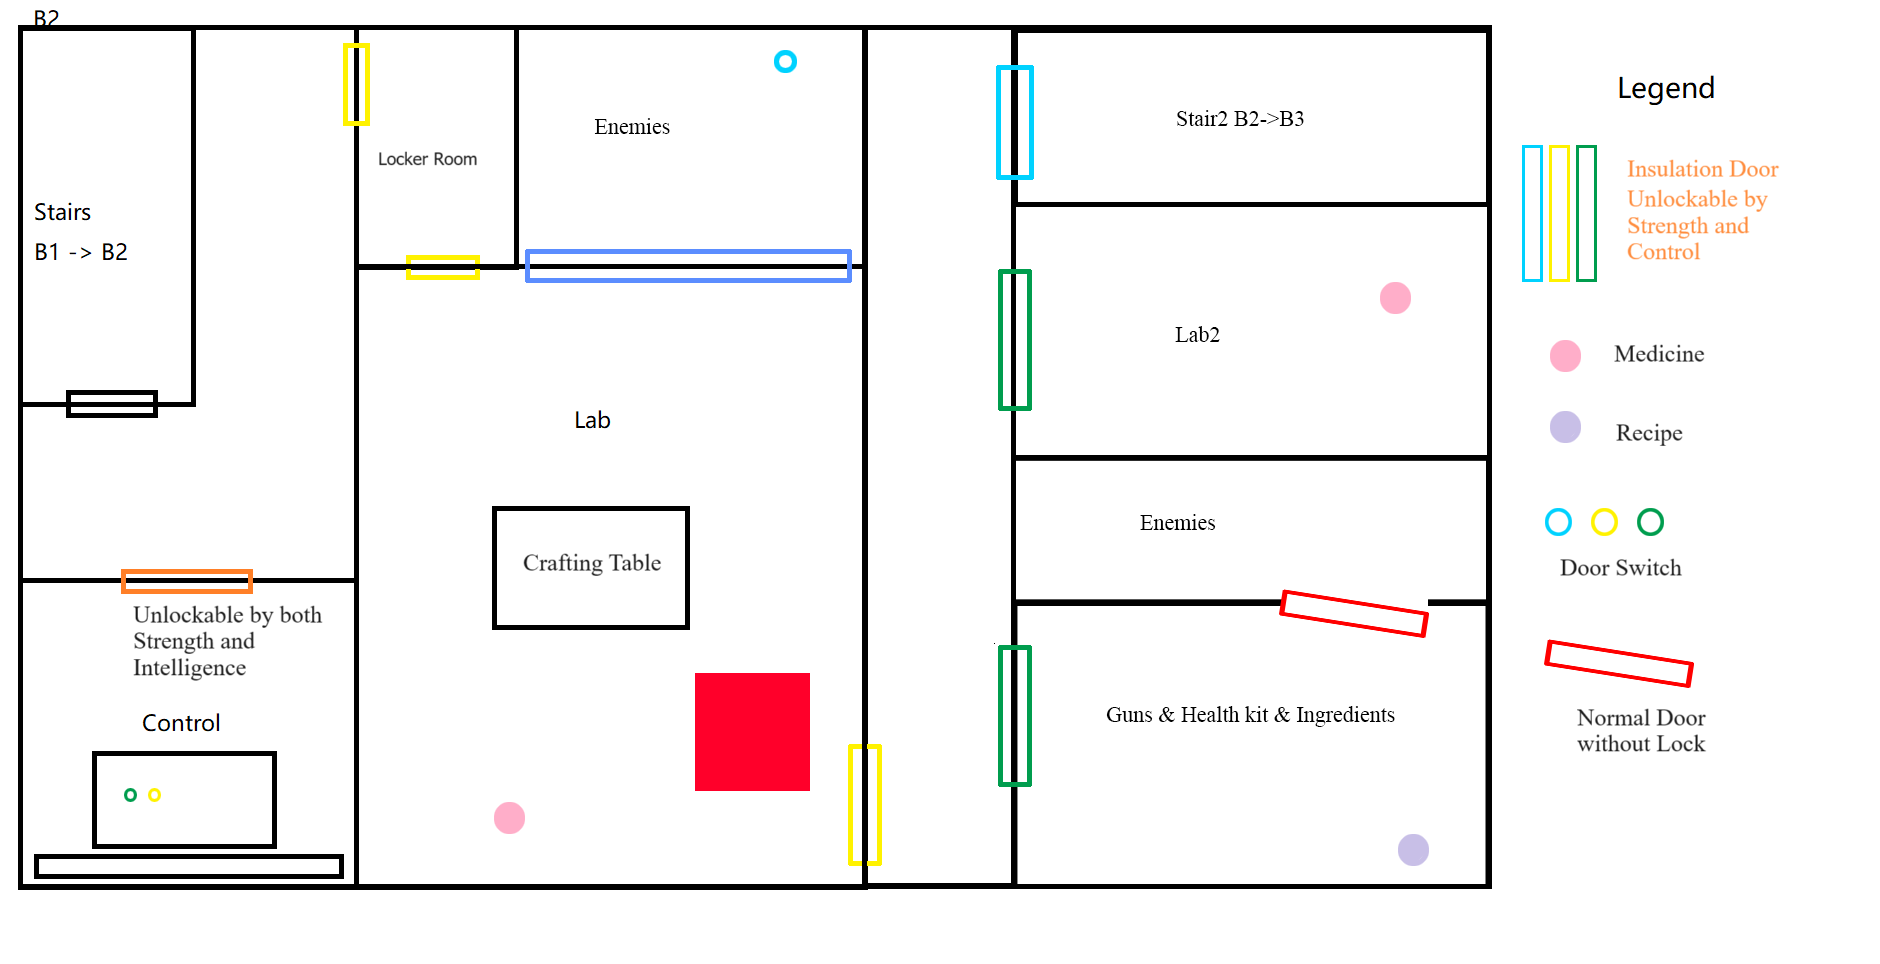 B2
Stairs
B1 -> B2
Locker Room
Enemies
Lab
Crafting Table
Unlockable by both
Strength and
Intelligence
Control
Stair2 B2->B3
Lab2
Enemies
Guns & Health kit & Ingredients
Legend
Insulation Door
Unlockable by
Strength and
Control
Medicine
Recipe
Door Switch
Normal Door
without Lock